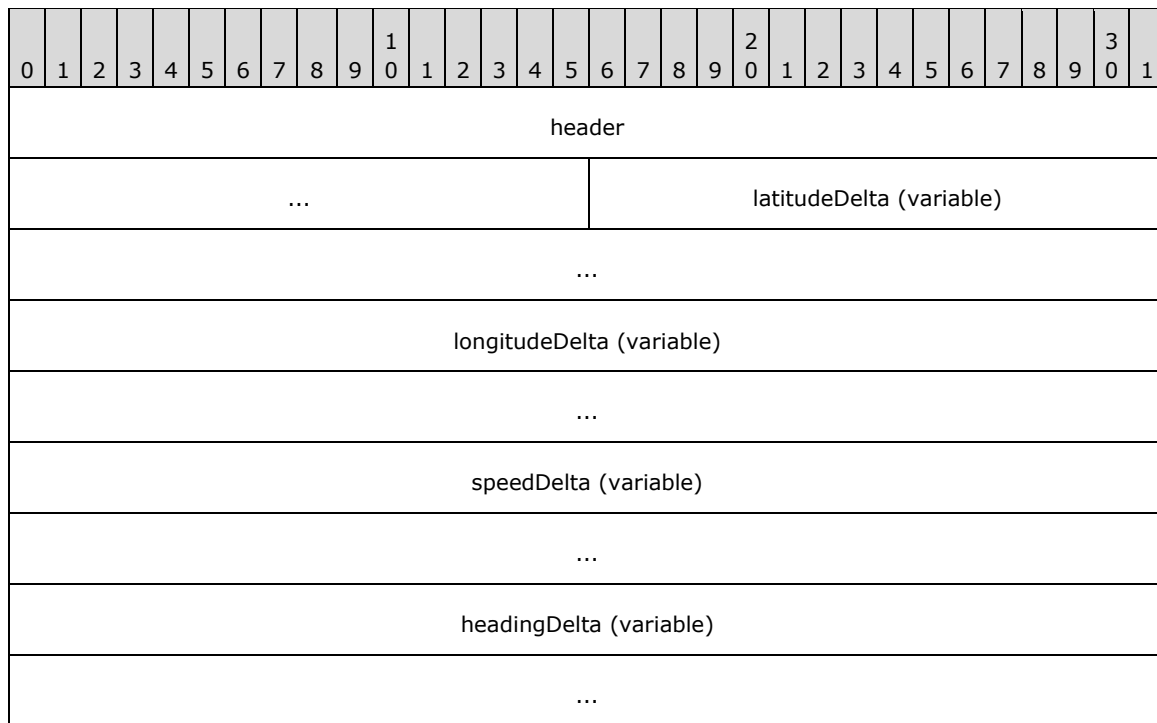 1 2 3
0 1 2 3 4 5 6 7 8 9 0 1 2 3 4 5 6 7 8 9 0 1 2 3 4 5 6 7 8 9 0 1
header
... latitudeDelta (variable)
...
longitudeDelta (variable)
...
speedDelta (variable)
...
headingDelta (variable)
...